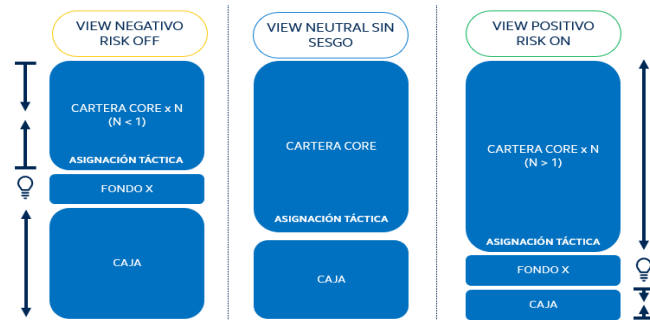 VIEW NEGATIVO
RISK OFF
CARTERA CORE x N
(N < 1)
ASIGNACIÓN TÁCTICA
FONDO X
CAJA
VIEW NEUTRAL SIN
SESGO
CARTERA CORE
ASIGNACIÓN TÁCTICA
CAJA
VIEW POSITIVO
RISK ON
CARTERA CORE x N
(N > 1)
ASIGNACIÓN TÁCTICA
FONDO X
CAJA